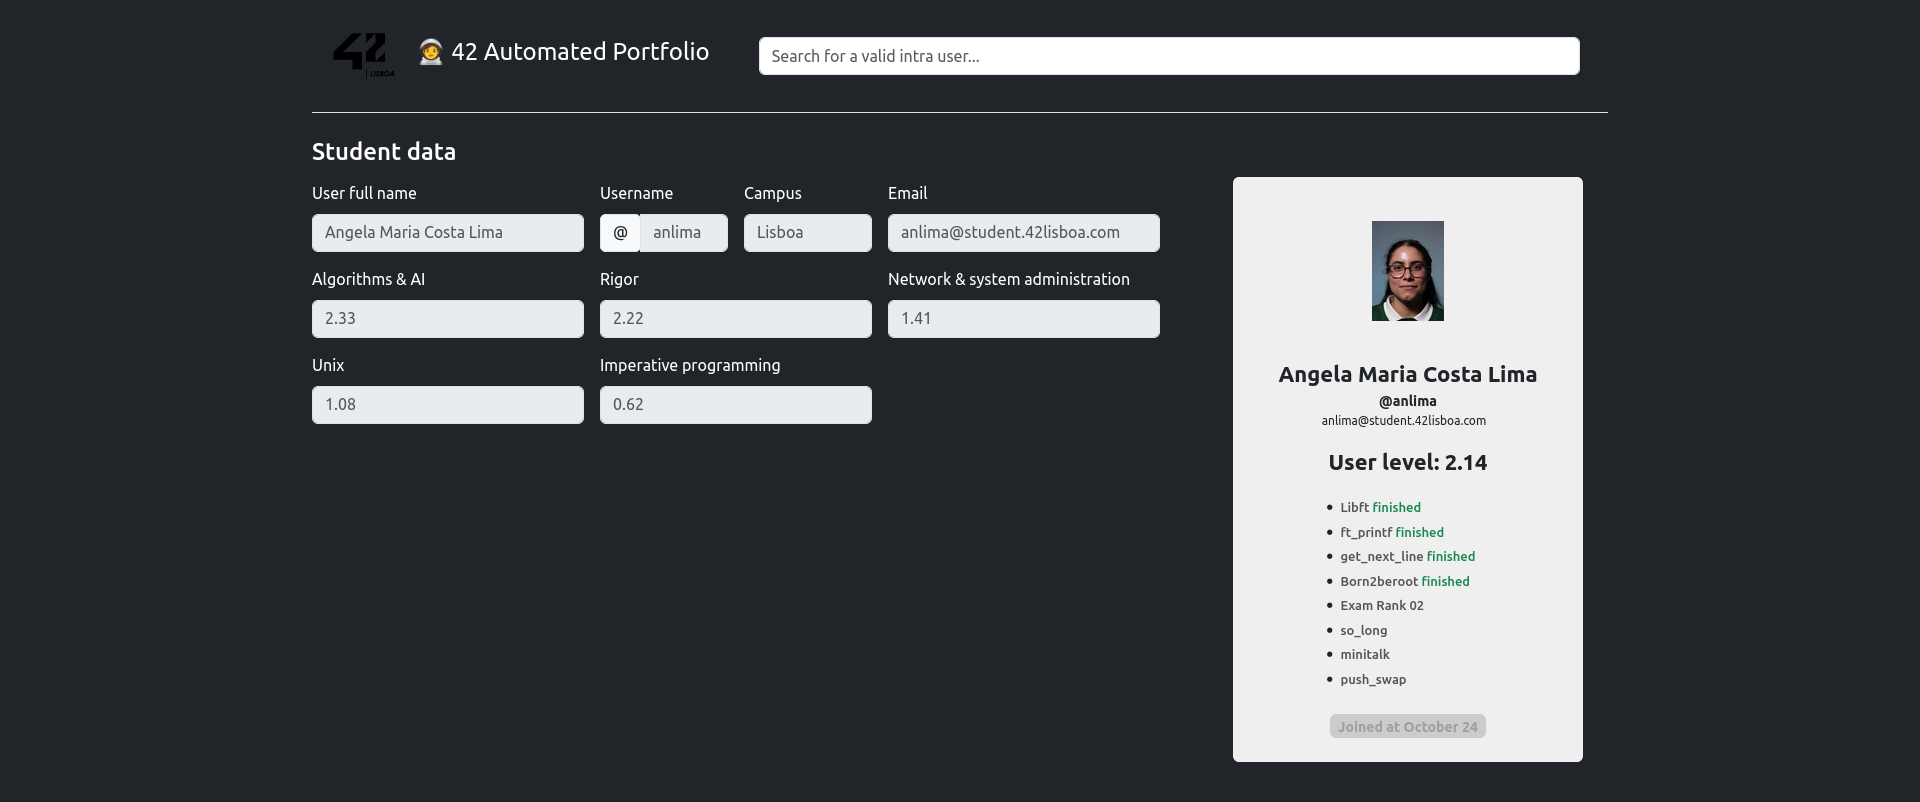 42
LISBOA
42 Automated Portfolio
Search for a valid intra user...
Student data
User full name
Username
Campus
Email
Angela Maria Costa Lima
@ anlima
Lisboa
anlima@student.42lisboa.com
Algorithms & AI
Rigor
Network & system administration
2.33
2.22
1.41
Unix
Imperative programming
1.08
0.62
Angela Maria Costa Lima
@anlima
anlima@student.42lisboa.com
User level: 2.14
Libft finished
ft_printf finished
get_next_line finished
Born2beroot finished
Exam Rank 02
so_long
minitalk
push_swap
Joined at October 24